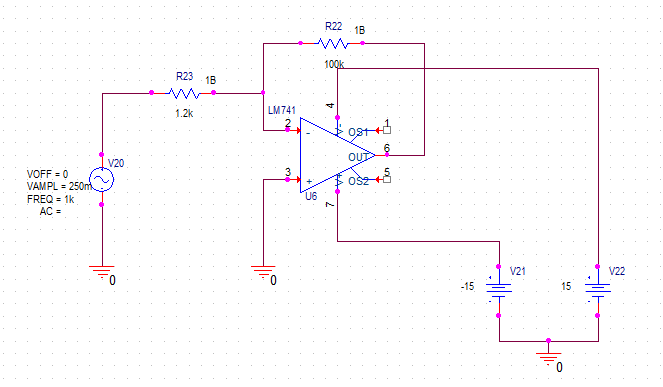 R22 1B
100k
R23 1B
1.2k
LM741
4
V-
2
-
OS1
1
6
OUT
3
+
OS2
5
V+
7
U6
V20
VOFF = 0
VAMPL = 250m
FREQ = 1k
AC =
0
0
V21
-15
V22
15
0